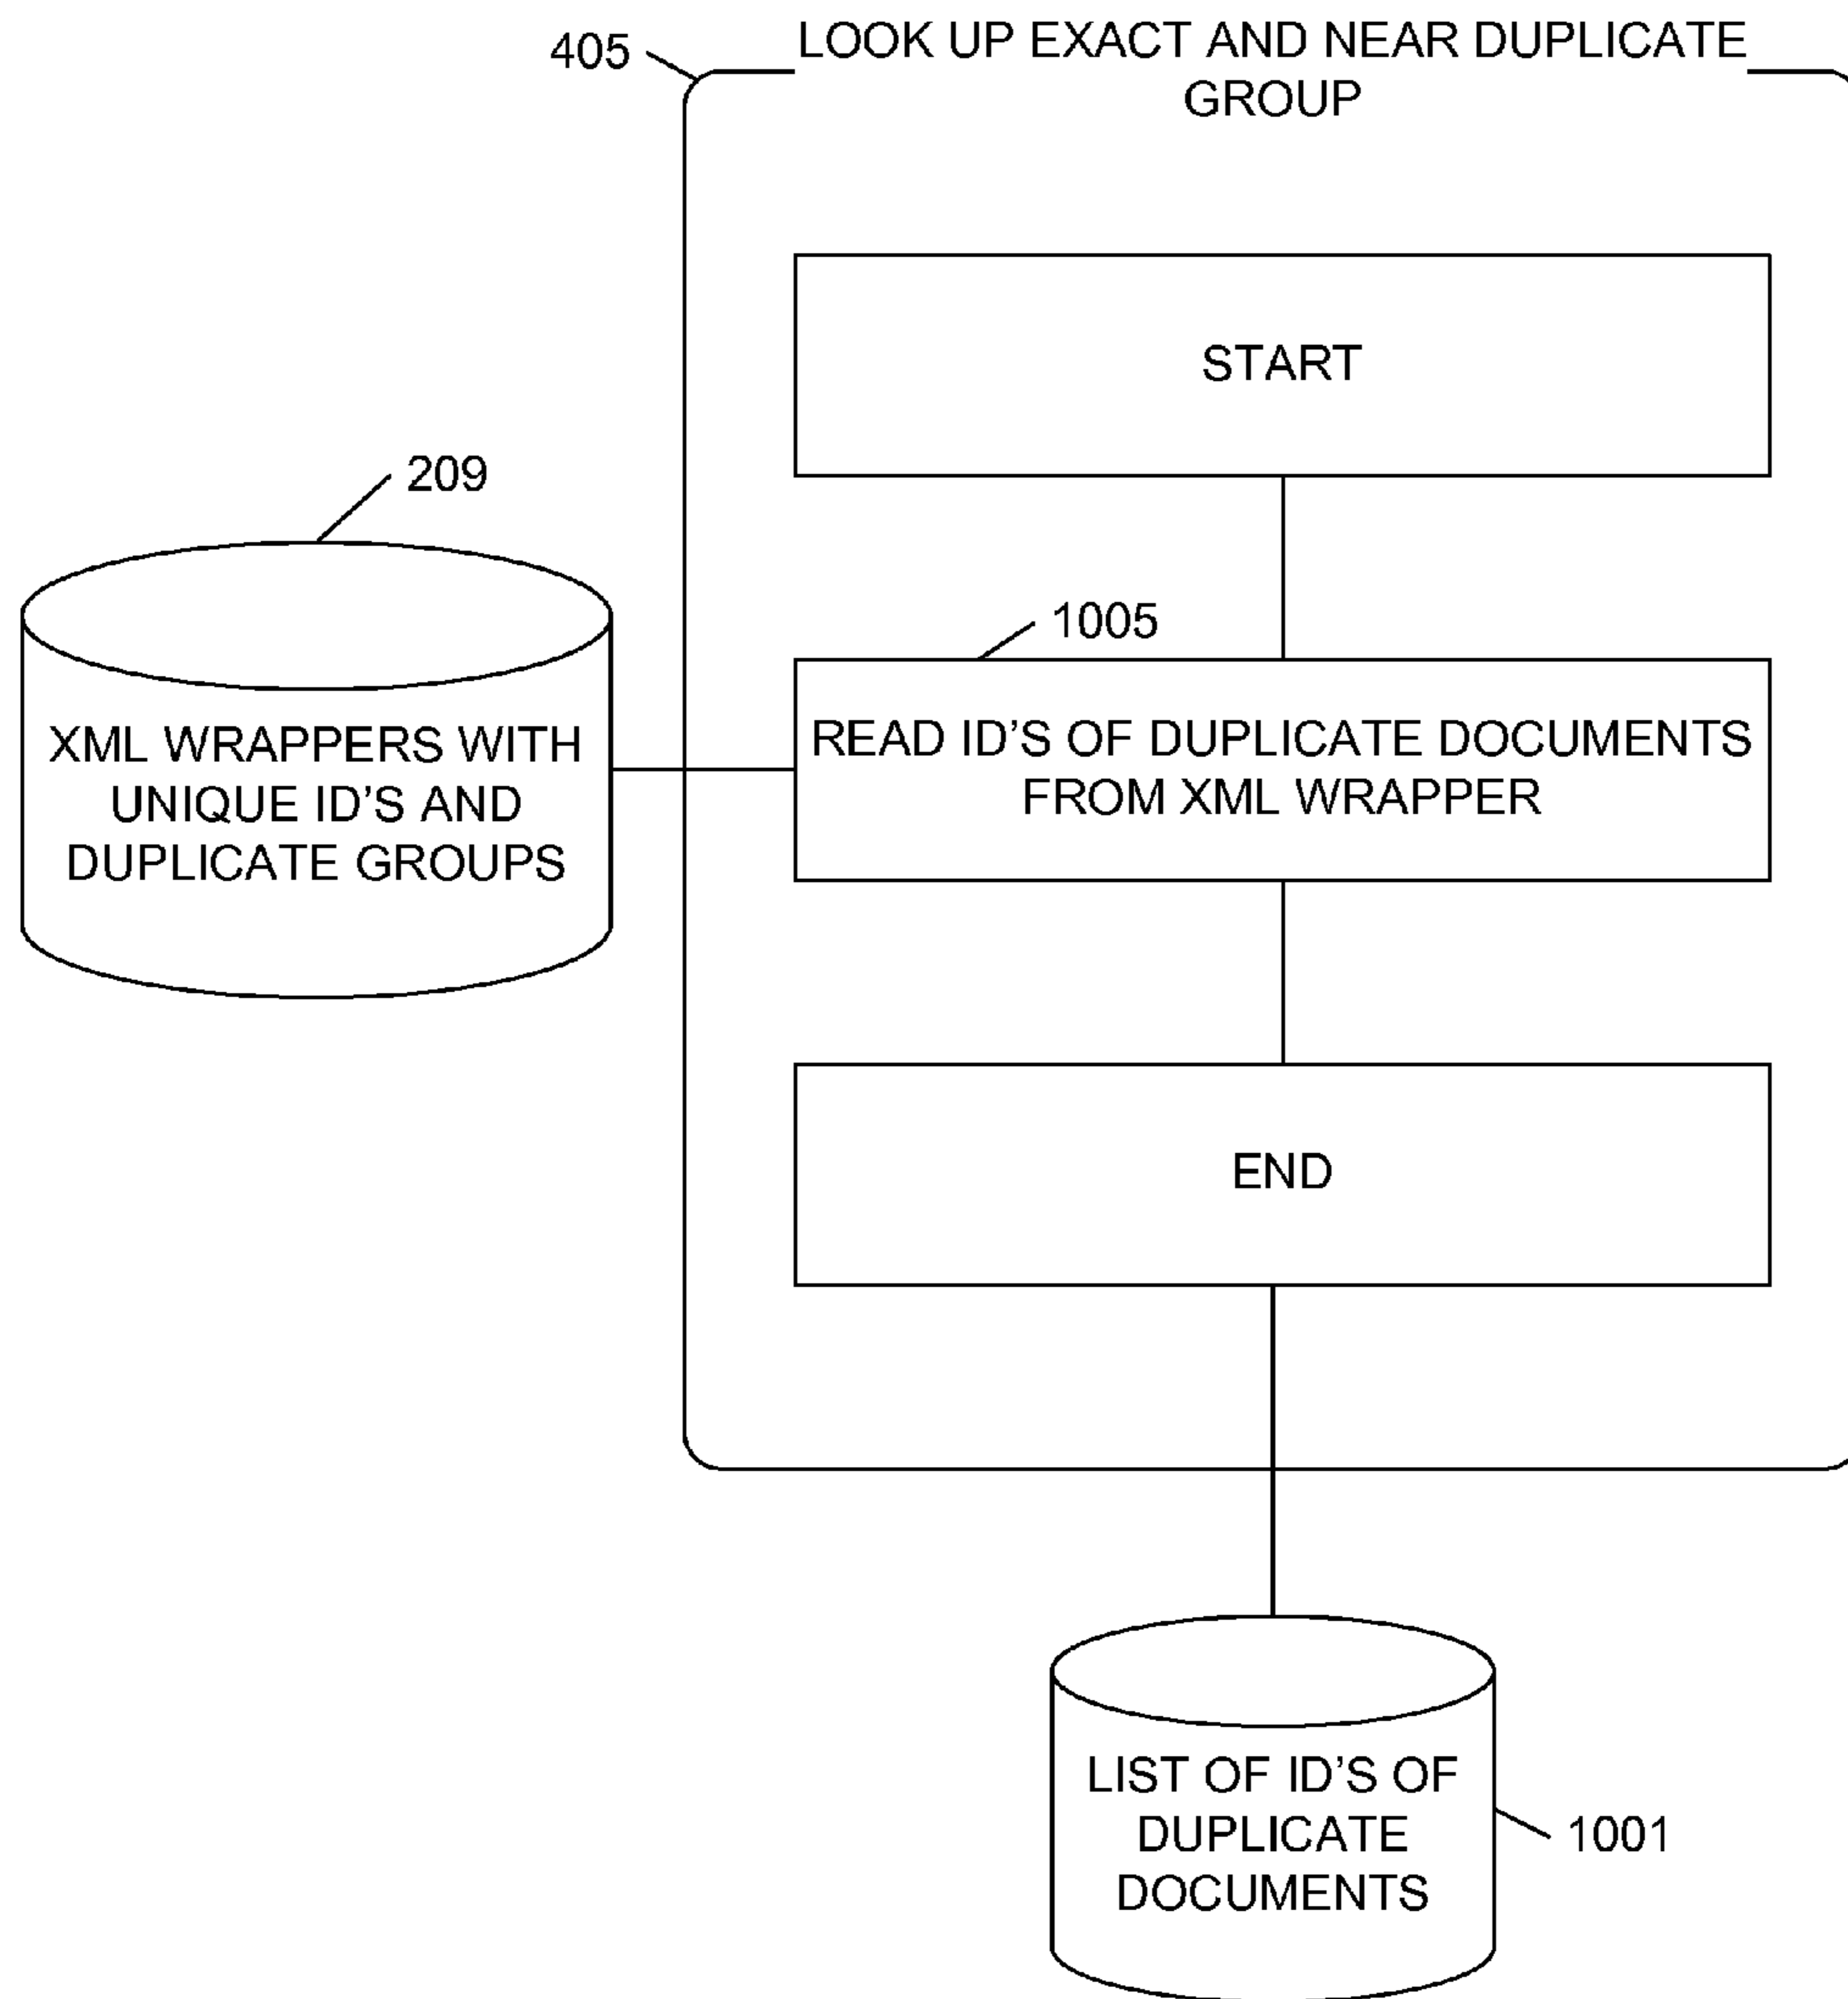 405
LOOK UP EXACT AND NEAR DUPLICATE
GROUP
START
209
1005
XML WRAPPERS WITH
UNIQUE ID'S AND
DUPLICATE GROUPS
READ ID'S OF DUPLICATE DOCUMENTS
FROM XML WRAPPER
END
LIST OF ID'S OF
DUPLICATE
DOCUMENTS
1001